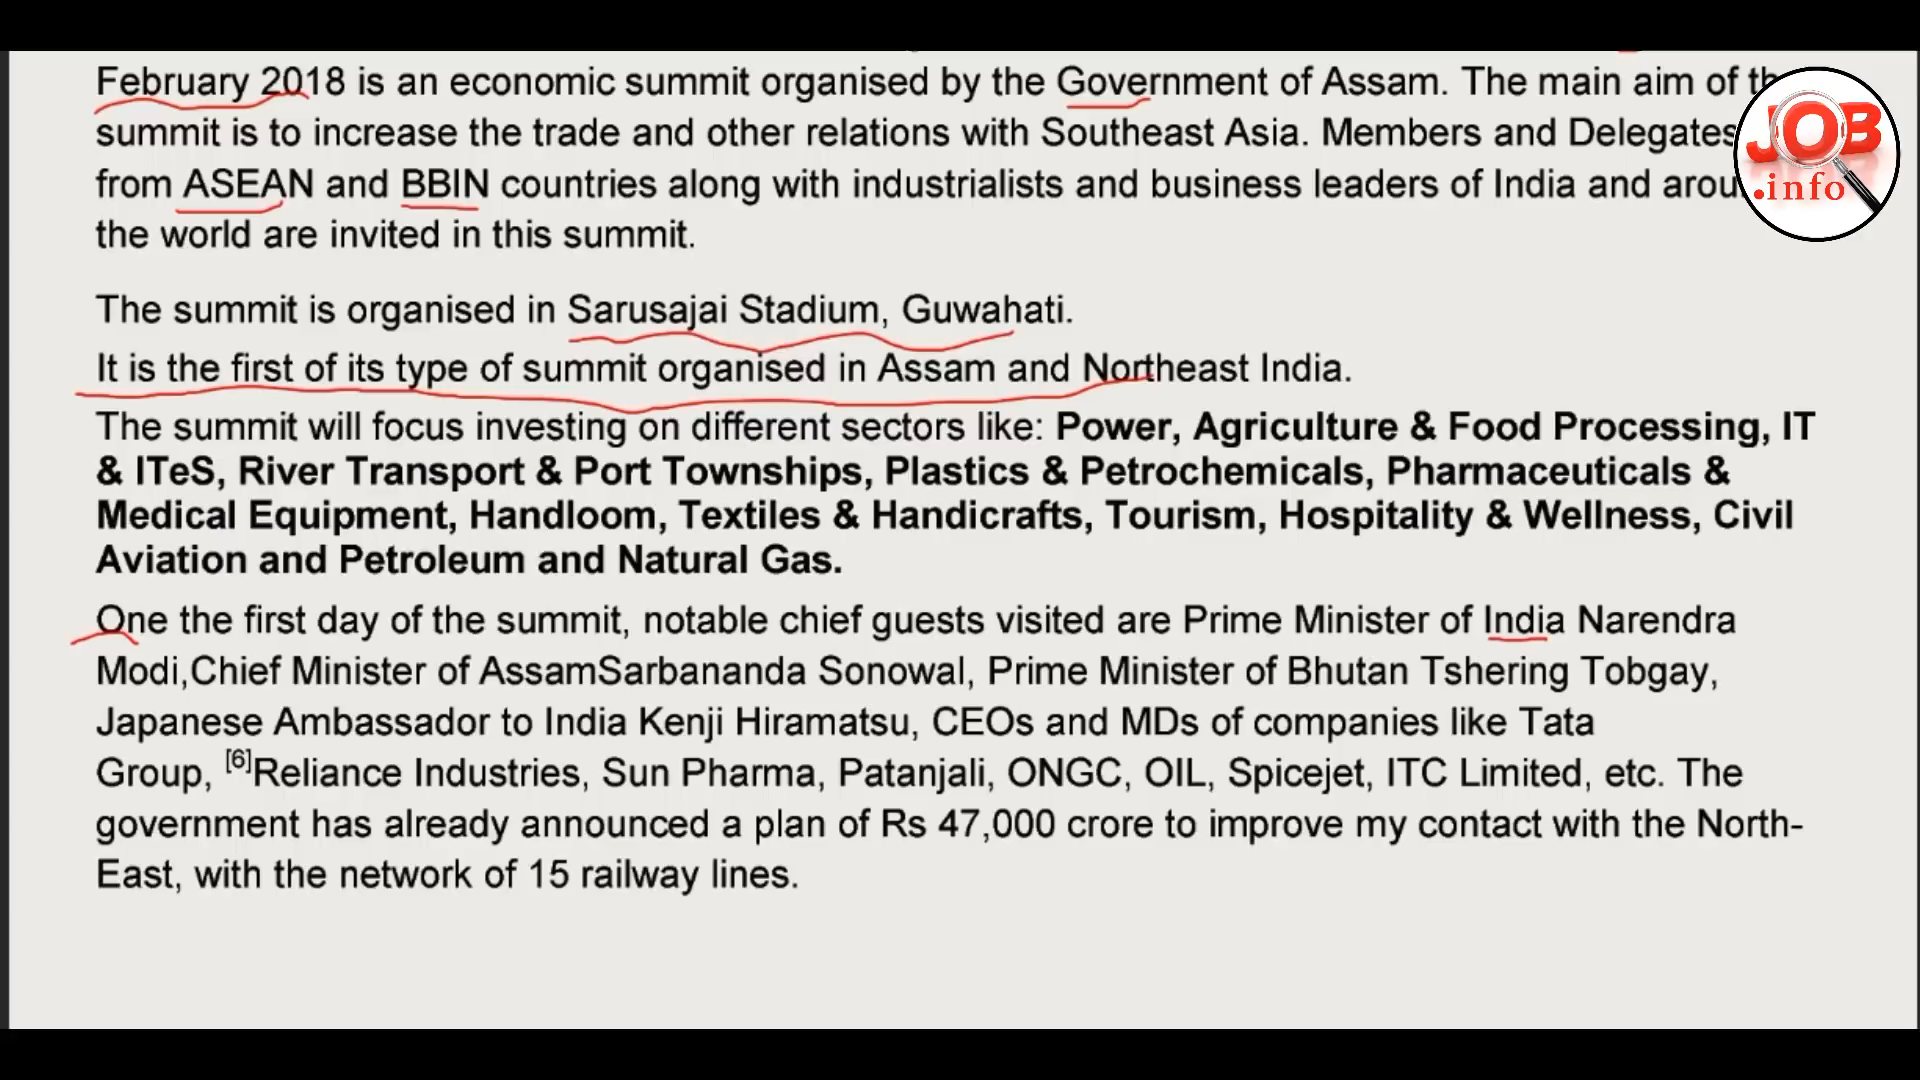 February 2018 is an economic summit organised by the Government of Assam. The main aim of
summit is to increase the trade and other relations with Southeast Asia. Members and Delegates
from ASEAN and BBIN countries along with industrialists and business leaders of India and
the world are invited in this summit.
The summit is organised in Sarusajai Stadium, Guwahati.
It is the first of its type of summit organised in Assam and Northeast India.
The summit will focus investing on different sectors like: Power, Agriculture & Food Processing, IT
& ITeS, River Transport & Port Townships, Plastics & Petrochemicals, Pharmaceuticals &
Medical Equipment, Handloom, Textiles & Handicrafts, Tourism, Hospitality & Wellness, Civil
Aviation and Petroleum and Natural Gas.
One the first day of the summit, notable chief guests visited are Prime Minister of India Narendra
Modi,Chief Minister of AssamSarbananda Sonowal, Prime Minister of Bhutan Tshering Tobgay,
Japanese Ambassador to India Kenji Hiramatsu, CEOs and MDs of companies like Tata
Group, [6]Reliance Industries, Sun Pharma, Patanjali, ONGC, OIL, Spicejet, ITC Limited, etc. The
government has already announced a plan of Rs 47,000 crore to improve my contact with the North-
East, with the network of 15 railway lines.
JOB
.info